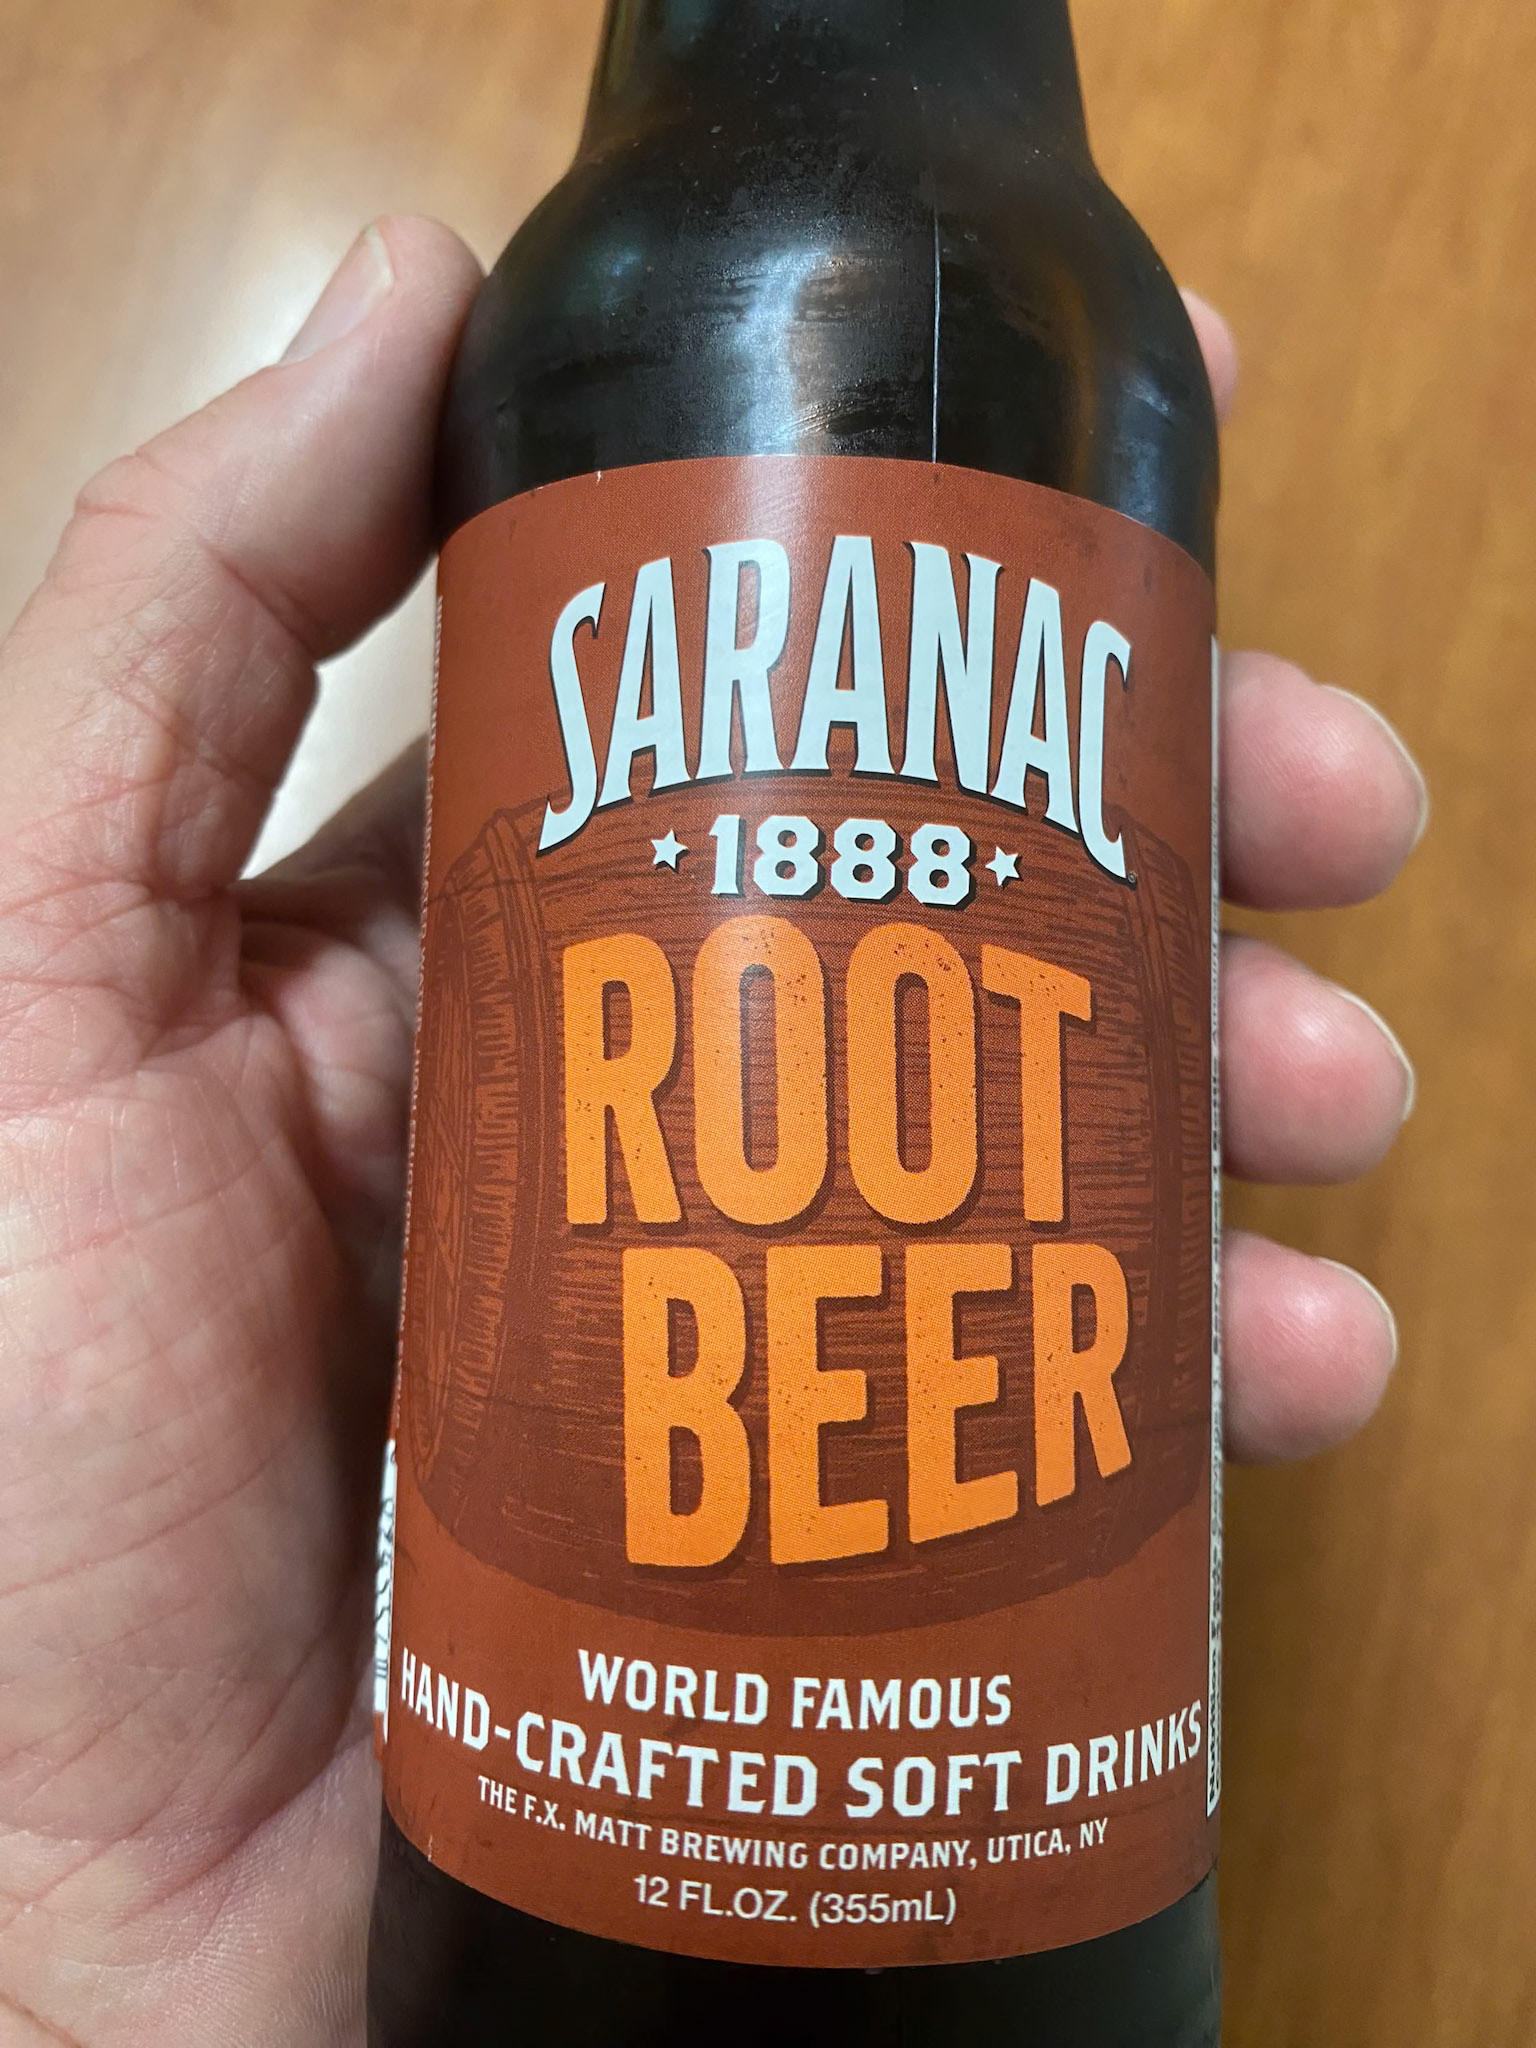 SARANAC
1888
ROOT
BEER
WORLD FAMOUS
HAND-CRAFTED SOFT DRINKS
THE F.X. MATT BREWING COMPANY, UTICA, NY
12 FL.OZ. (355mL)